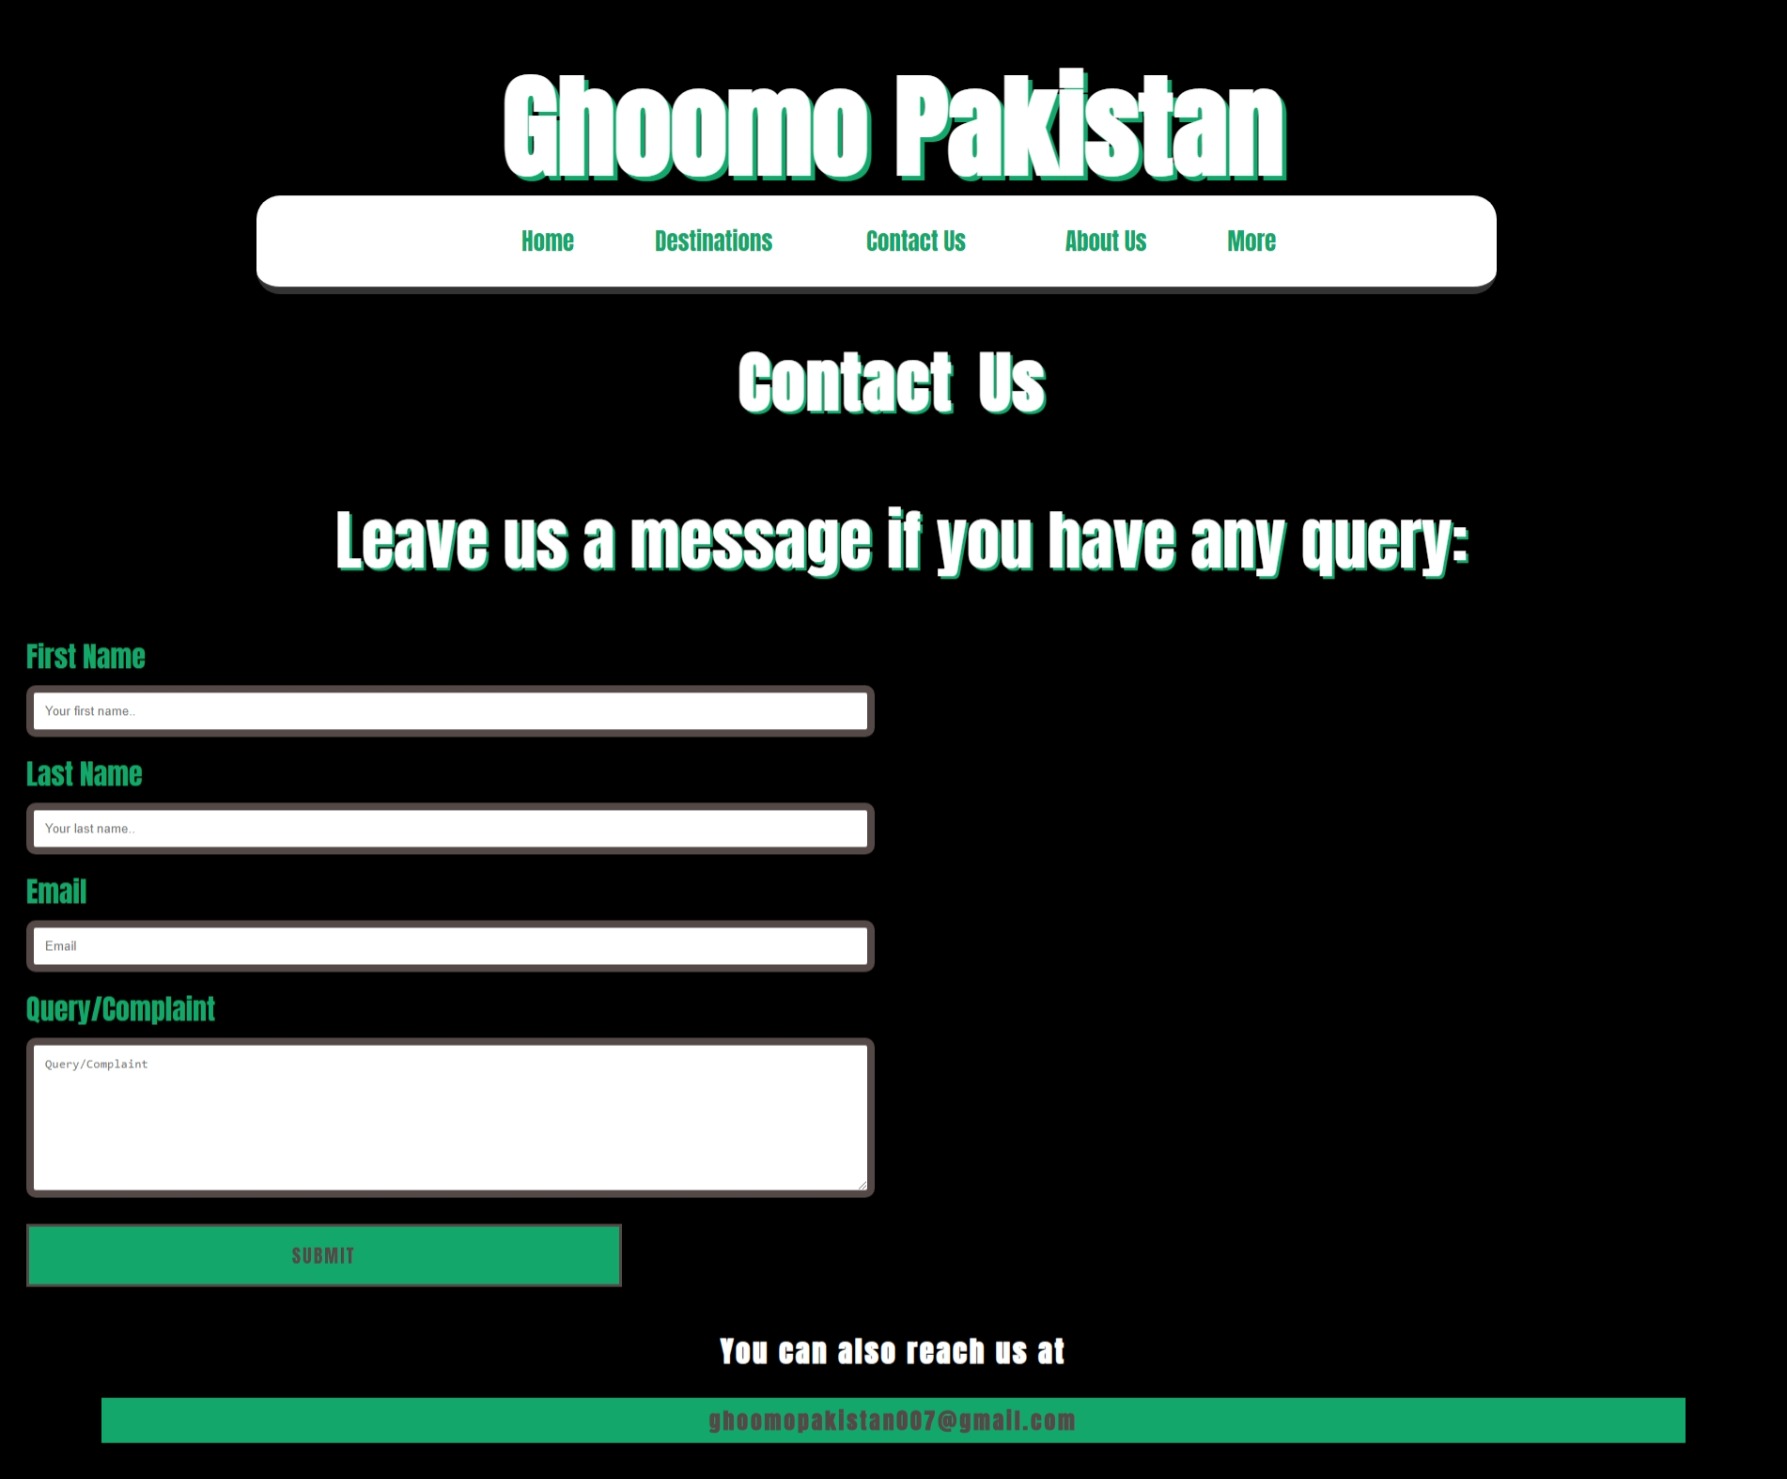 Ghoomo Pakistan
Home Destinations Contact Us About Us More
Contact Us
Leave us a message if you have any query:
First Name
Your first name..
Last Name
Your last name..
Email
Email
Query/Complaint
Query/Complaint
SUBMIT
You can also reach us at
ghoomopakistan007@gmail.com